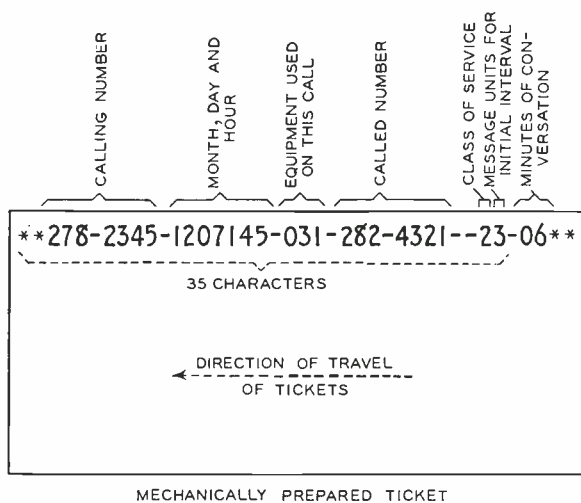 CALLING NUMBER
MONTH, DAY AND
HOUR
EQUIPMENT USED
ON THIS CALL
CALLED NUMBER
CLASS OF SERVICE
MESSAGE UNITS FOR
INITIAL INTERVAL
MINUTES OF CON-
VERSATION
**278-2345-1207145-031-282-4321--23-06**
35 CHARACTERS
DIRECTION OF TRAVEL
OF TICKETS
MECHANICALLY PREPARED TICKET